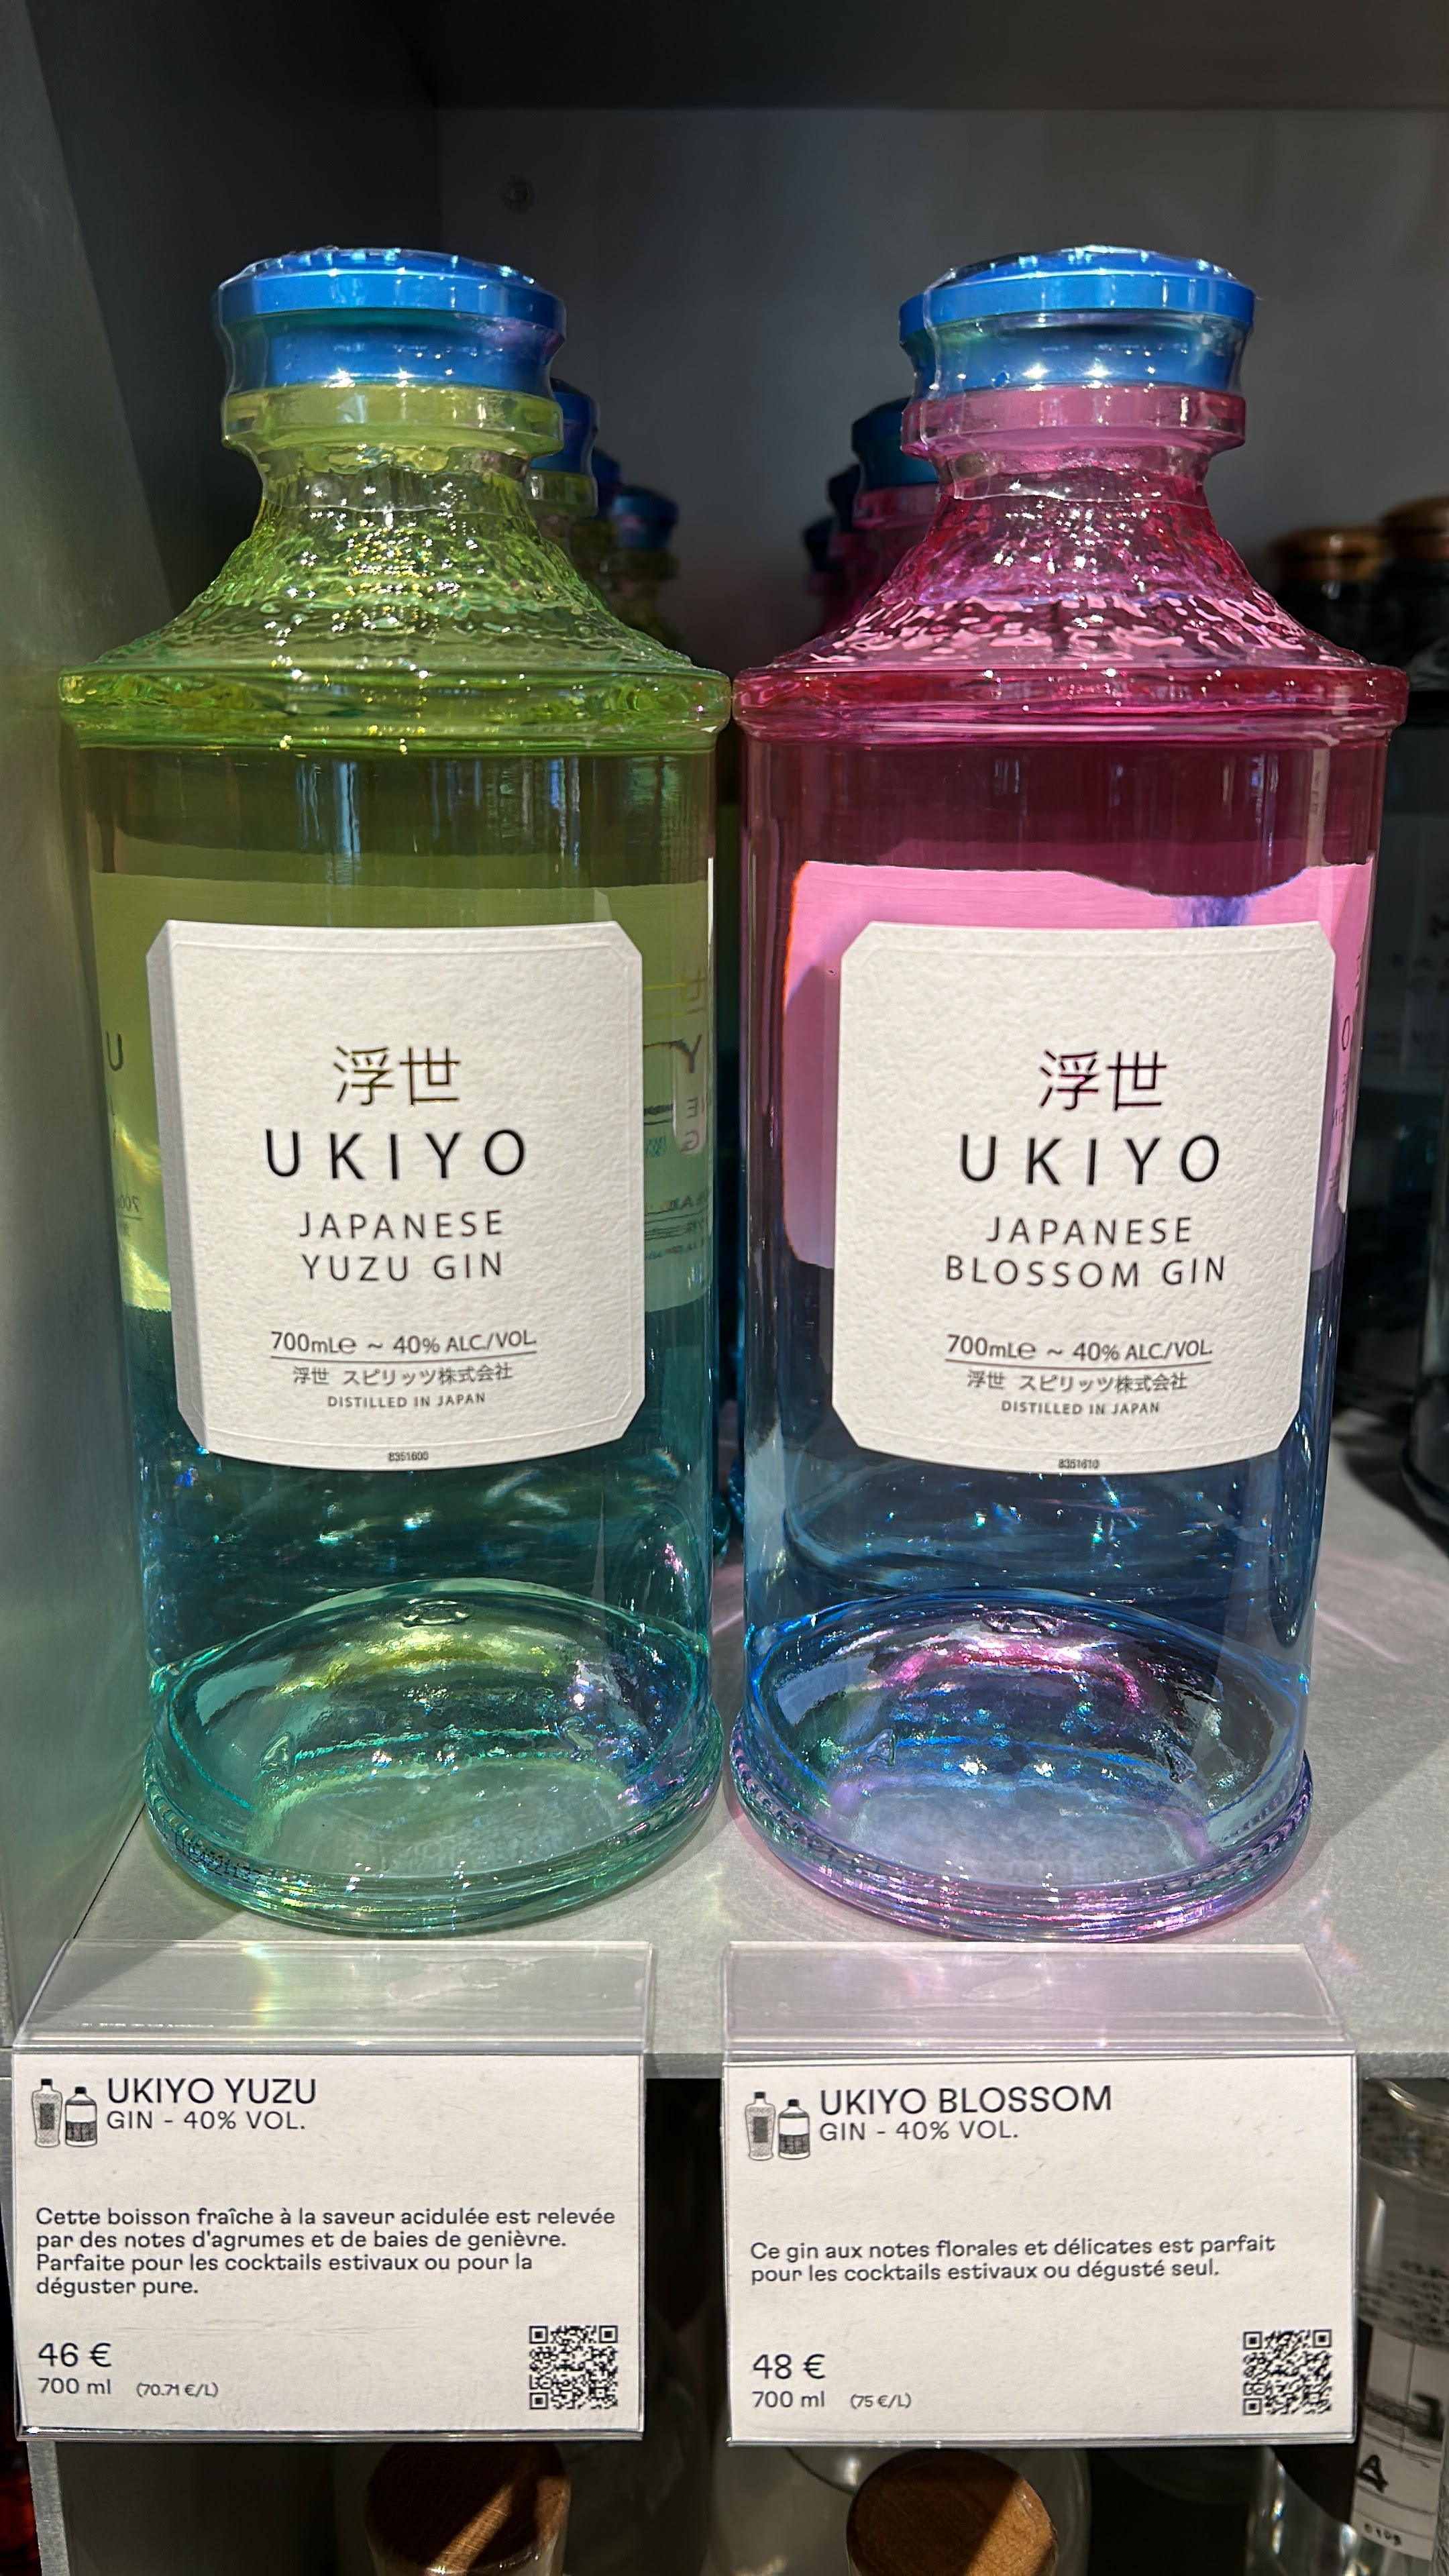 浮世
UKIYO
JAPANESE
YUZU GIN
700mLe ~ 40% ALC./VOL.
浮世 スピリッツ株式会社
DISTILLED IN JAPAN
8351600
浮世
UKIYO
JAPANESE
BLOSSOM GIN
700mLe ~ 40% ALC./VOL.
浮世 スピリッツ株式会社
DISTILLED IN JAPAN
8351610
UKIYO YUZU
GIN - 40% VOL.
Cette boisson fraîche à la saveur acidulée est relevée
par des notes d'agrumes et de baies de genièvre.
Parfaite pour les cocktails estivaux ou pour la
déguster pure.
46 €
700 ml (70.71 €/L)
UKIYO BLOSSOM
GIN - 40% VOL.
Ce gin aux notes florales et délicates est parfait
pour les cocktails estivaux ou dégusté seul.
48 €
700 ml (75 €/L)